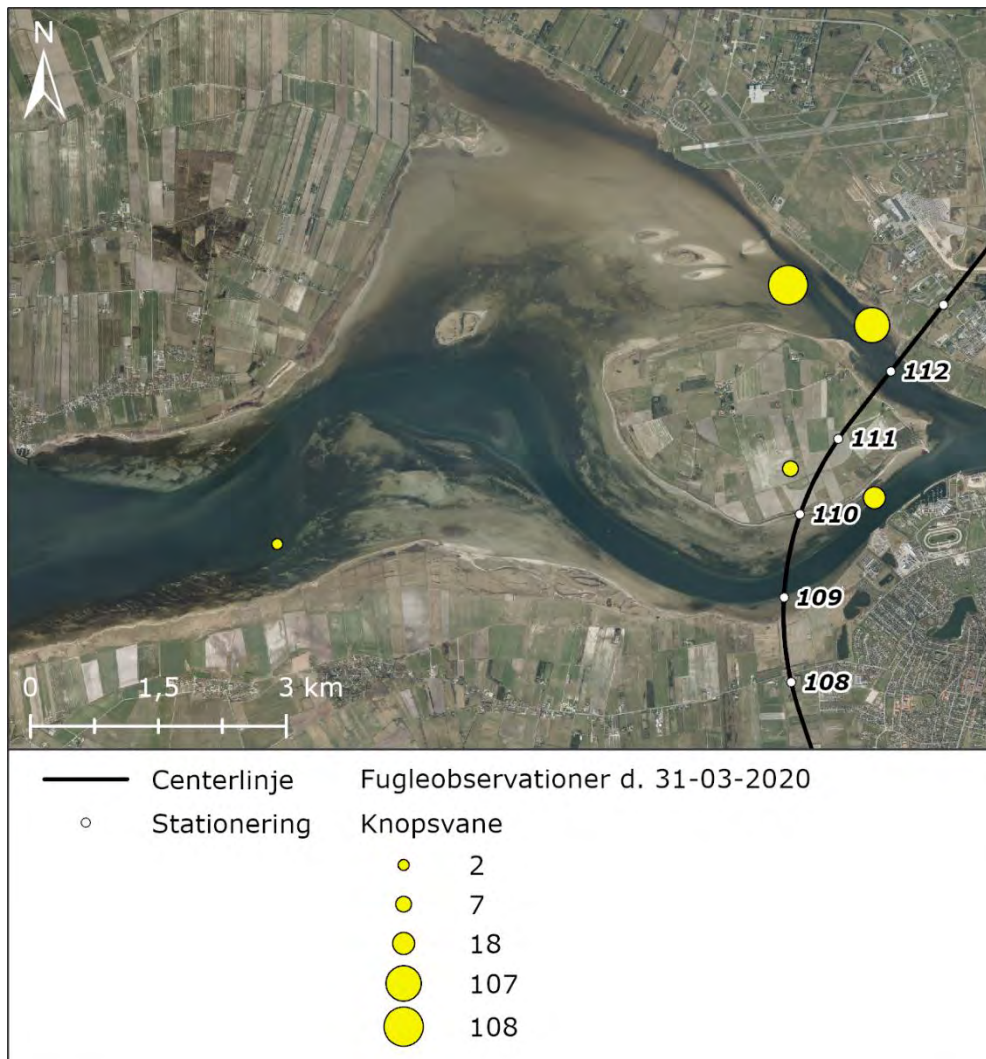 N
112
111
110
109
108
0 1,5 3 km
Centerlinje Fugleobservationer d. 31-03-2020
Stationering Knopsvane
2
7
18
107
108